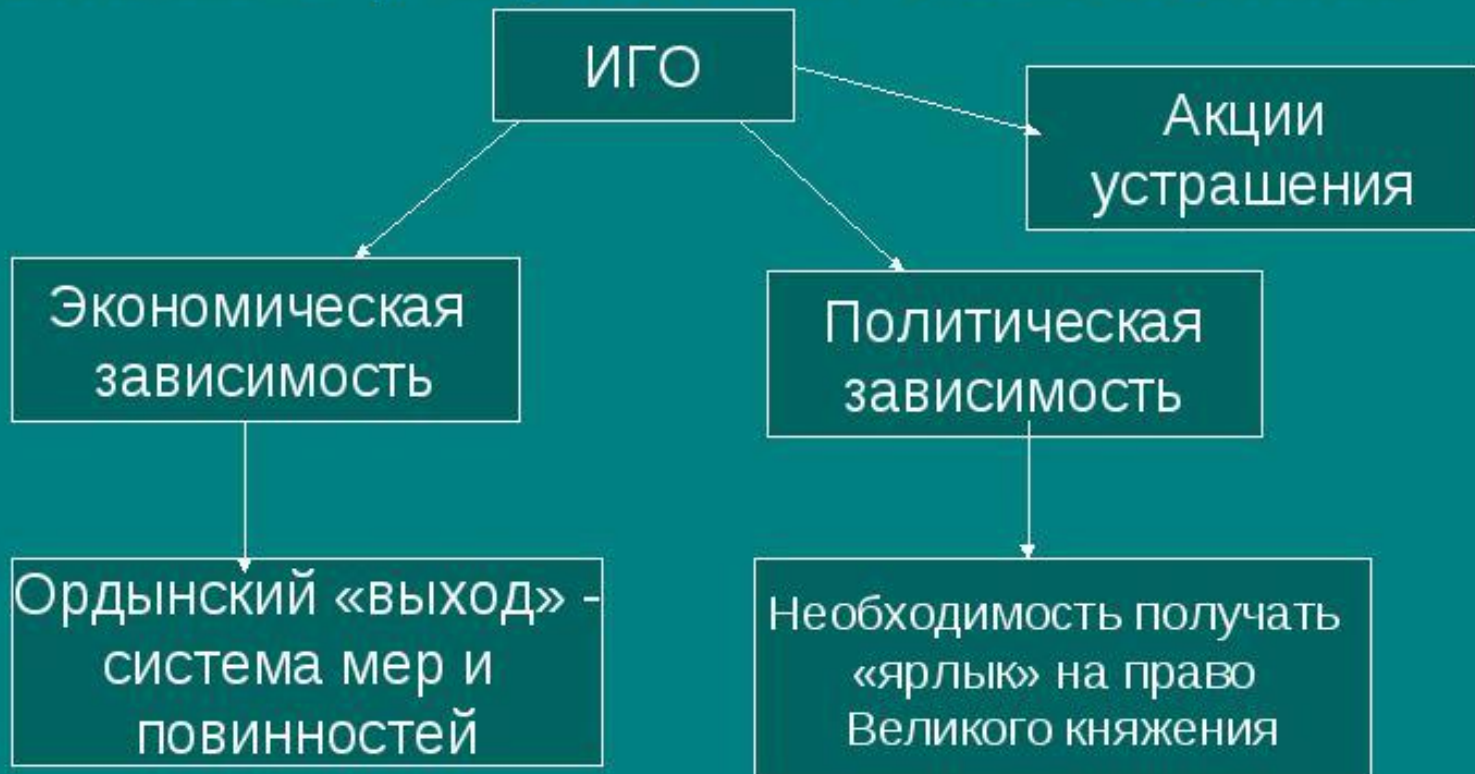 ИГО
Акции
устрашения
Экономическая
зависимость
Политическая
зависимость
Ордынский «выход» -
система мер и
повинностей
Необходимость получать
«ярлык» на право
Великого княжения